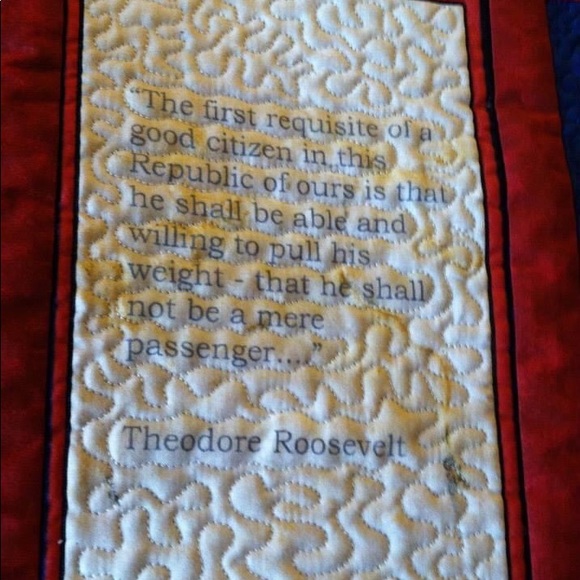 "The first requisite of a
good citizen in this
Republic of ours is that
he shall be able and
willing to pull his
weight - that he shall
not be a mere
passenger...."
Theodore Roosevelt